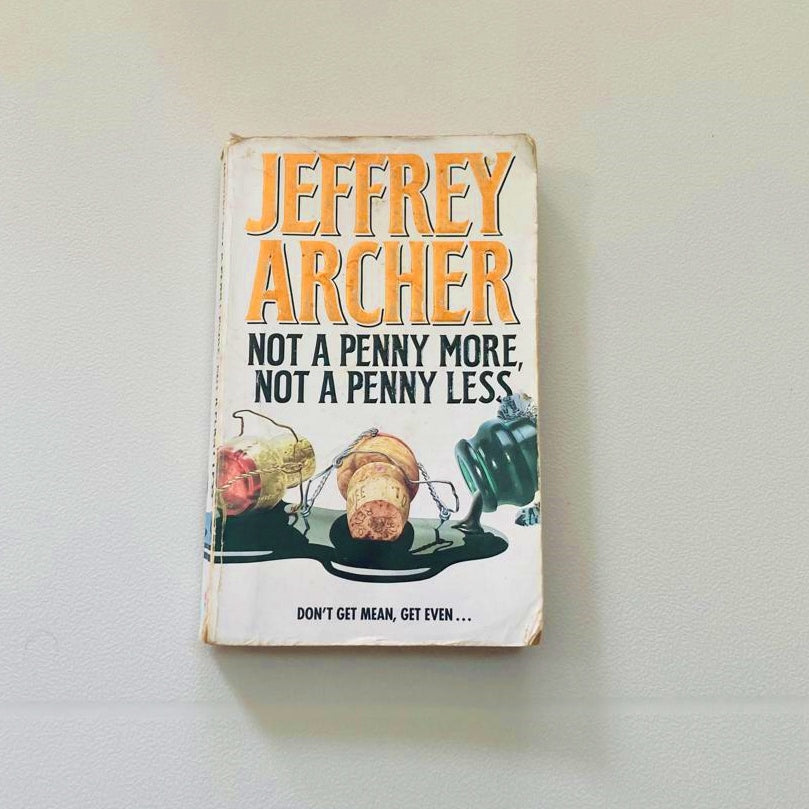 JEFFREY
ARCHER
NOT A PENNY MORE,
NOT A PENNY LESS
DON'T GET MEAN, GET EVEN...